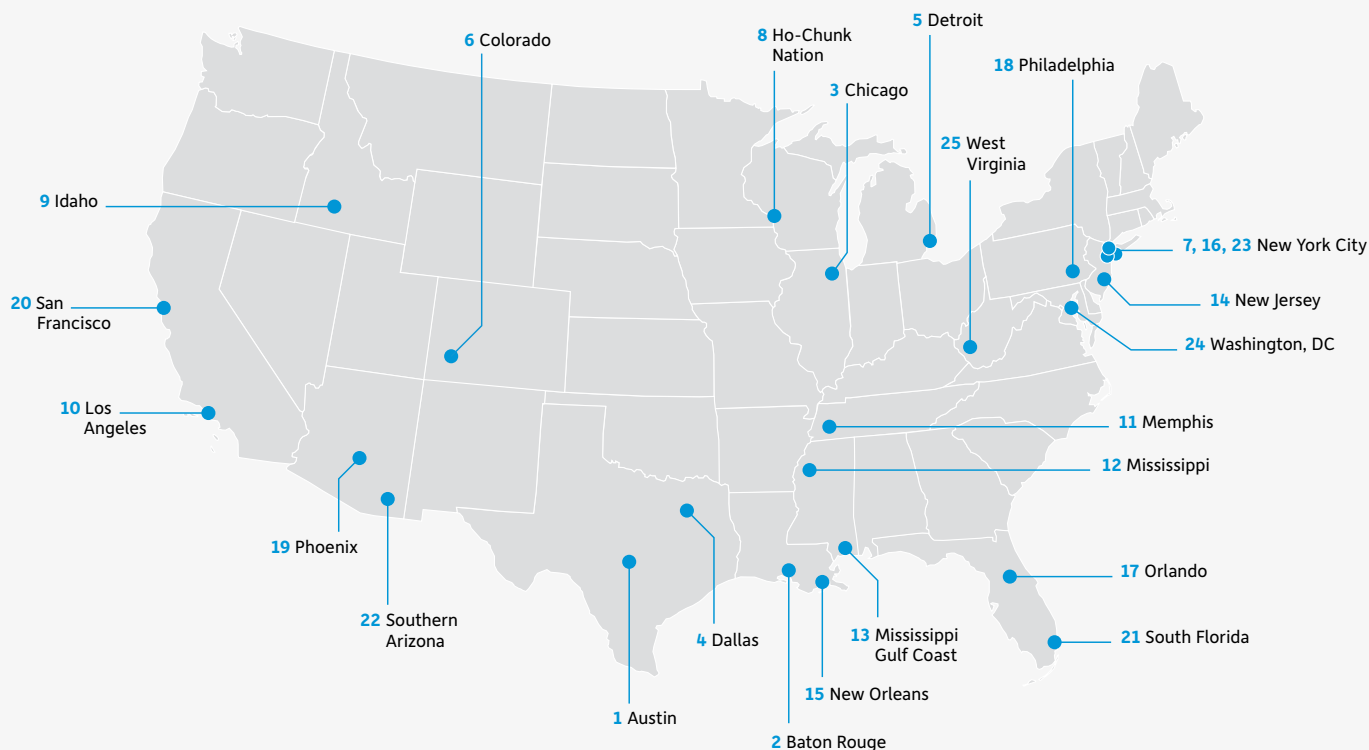 5 Detroit
6 Colorado
8 Ho-Chunk
Nation
18 Philadelphia
3 Chicago
25 West
Virginia
9 Idaho
7, 16, 23 New York City
20 San
Francisco
14 New Jersey
24 Washington, DC
10 Los
Angeles
11 Memphis
12 Mississippi
19 Phoenix
17 Orlando
22 Southern
Arizona
4 Dallas
13 Mississippi
Gulf Coast
21 South Florida
15 New Orleans
1 Austin
2 Baton Rouge